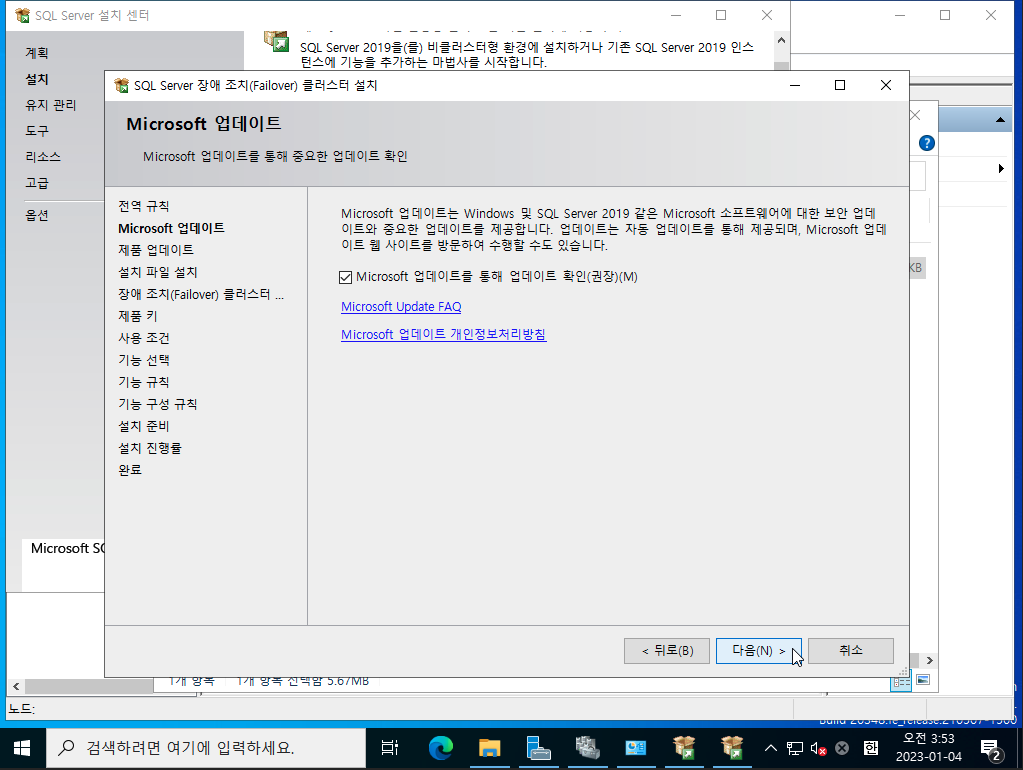 SQL Server 설치 센터
계획
설치
유지 관리
도구
리소스
고급
옵션
SQL Server 2019을(를) 비클러스터형 환경에 설치하거나 기존 SQL Server 2019 인스
턴스에 기능을 추가하는 마법사를 시작합니다.
SQL Server 장애 조치(Failover) 클러스터 설치
Microsoft 업데이트
Microsoft 업데이트를 통해 중요한 업데이트 확인
전역 규칙
Microsoft 업데이트
제품 업데이트
설치 파일 설치
장애 조치(Failover) 클러스터 ...
제품 키
사용 조건
기능 선택
기능 규칙
기능 구성 규칙
설치 준비
설치 진행률
완료
Microsoft 업데이트는 Windows 및 SQL Server 2019 같은 Microsoft 소프트웨어에 대한 보안 업데
이트와 중요한 업데이트를 제공합니다. 업데이트는 자동 업데이트를 통해 제공되며, Microsoft 업데
이트 웹 사이트를 방문하여 수행할 수도 있습니다.
Microsoft 업데이트를 통해 업데이트 확인(권장)(M)
Microsoft Update FAQ
Microsoft 업데이트 개인정보처리방침
< 뒤로(B)
다음(N) >
취소
KB
Microsoft SQ
1개 항목
1개 항목 선택함 5.67MB
노드:
Build 20348.fe_release.210507-1500
검색하려면 여기에 입력하세요.
한
오전 3:53
2023-01-04
2